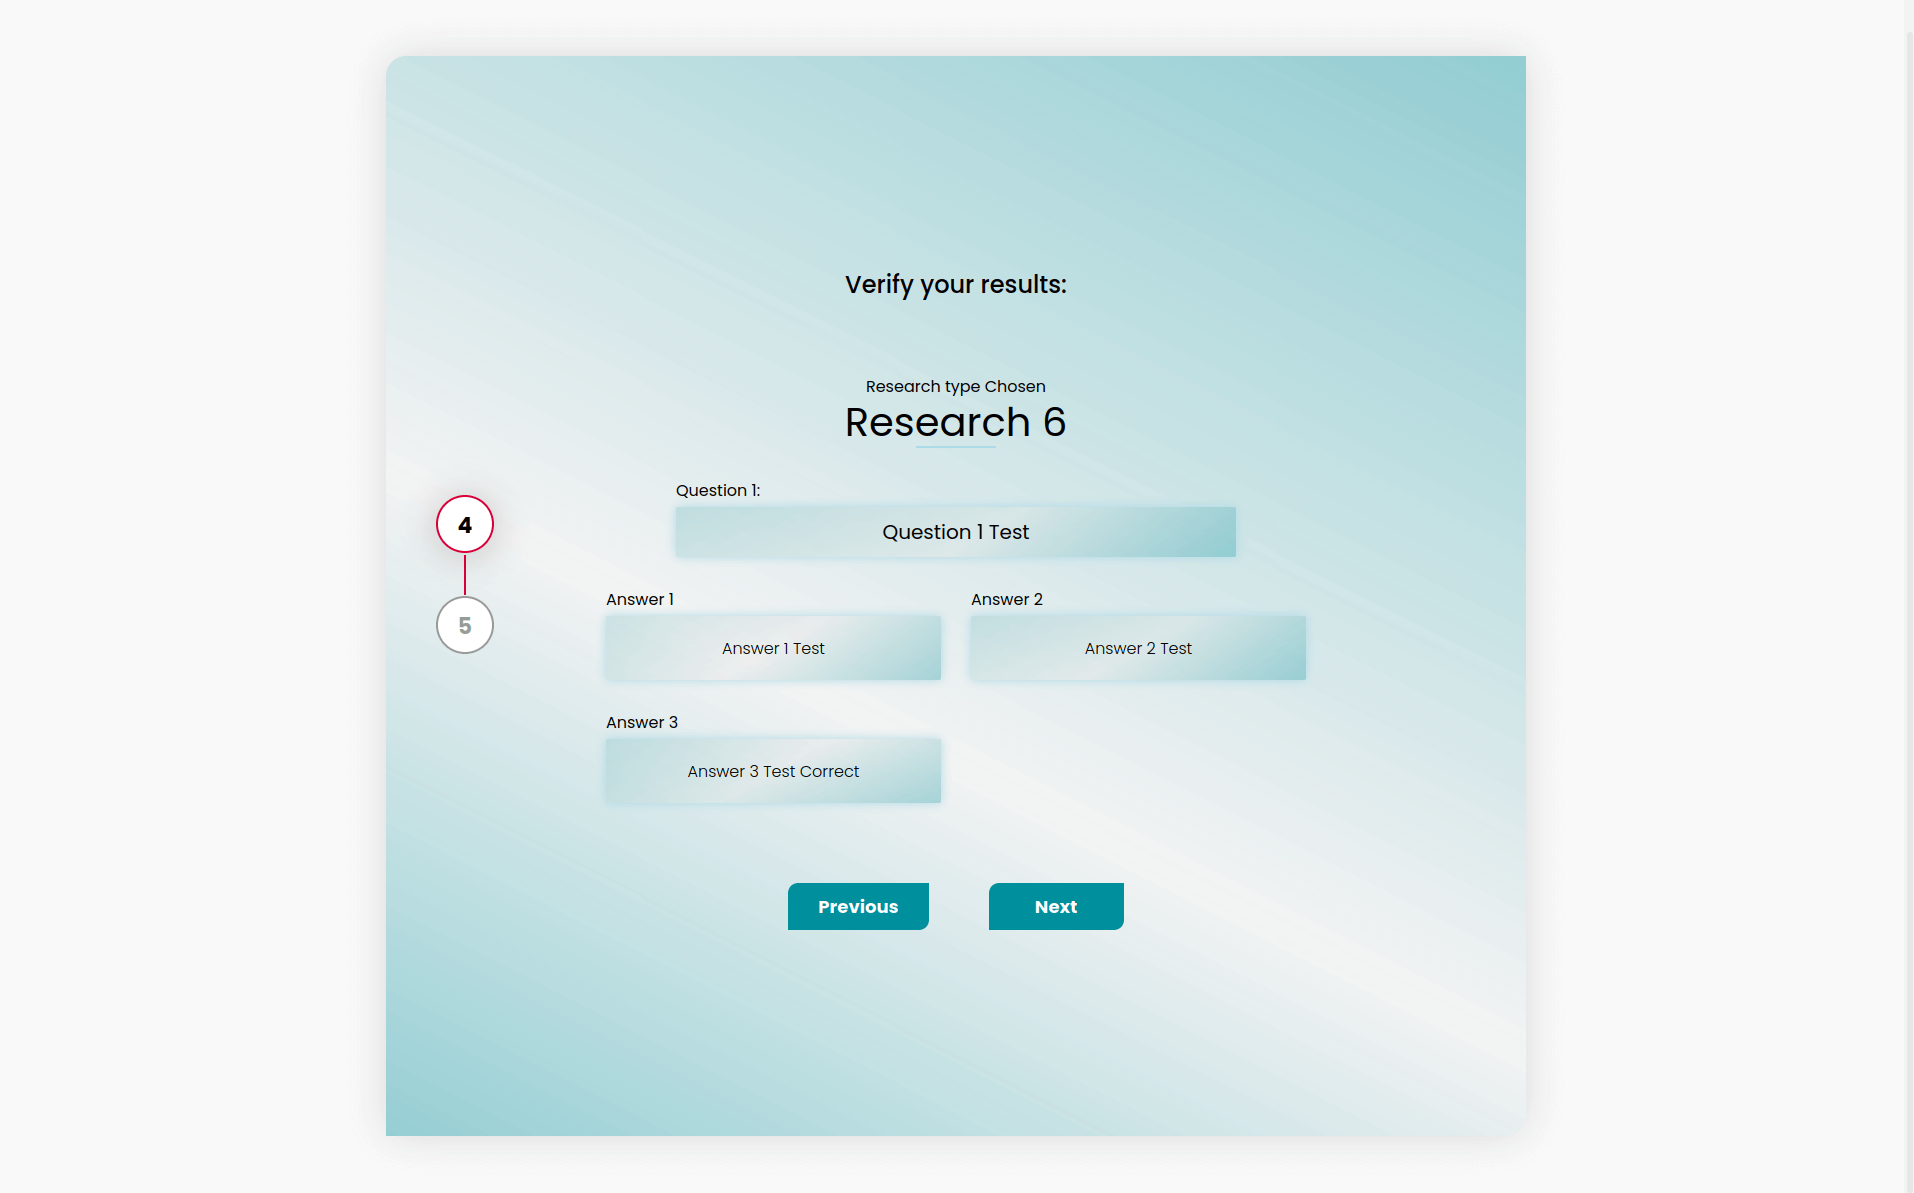 Verify your results:
Research type Chosen
Research 6
4
5
Question 1:
Question 1 Test
Answer 1
Answer 2
Answer 1 Test
Answer 2 Test
Answer 3
Answer 3 Test Correct
Previous
Next